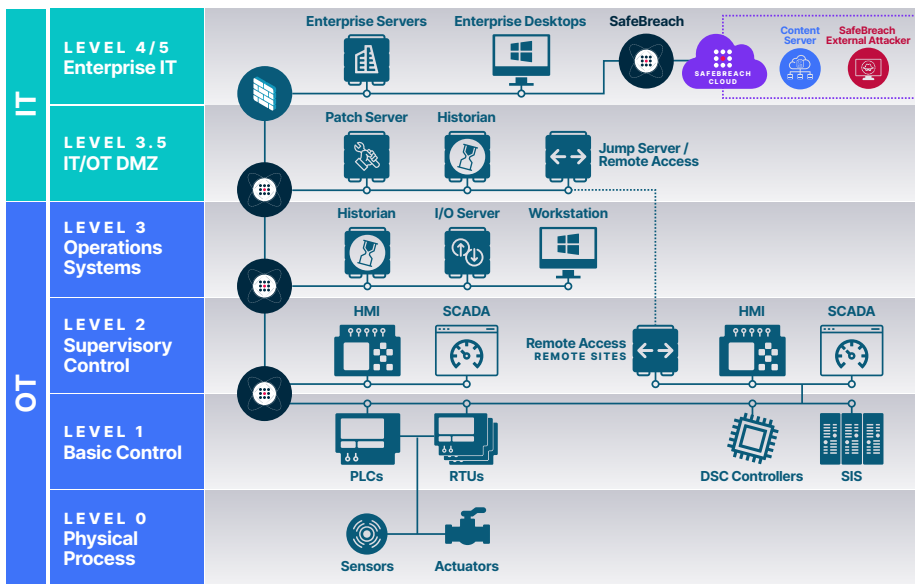 IT
LEVEL 4/5
Enterprise IT
Enterprise Servers
Enterprise Desktops
SafeBreach
SAFEBREACH
CLOUD
Content
Server
SafeBreach
External Attacker
LEVEL 3.5
IT/OT DMZ
Patch Server
Historian
Jump Server /
Remote Access
OT
LEVEL 3
Operations
Systems
Historian
I/O Server
Workstation
LEVEL 2
Supervisory
Control
HMI
SCADA
Remote Access
REMOTE SITES
HMI
SCADA
LEVEL 1
Basic Control
PLCs
RTUs
DSC Controllers
SIS
LEVEL 0
Physical
Process
Sensors
Actuators